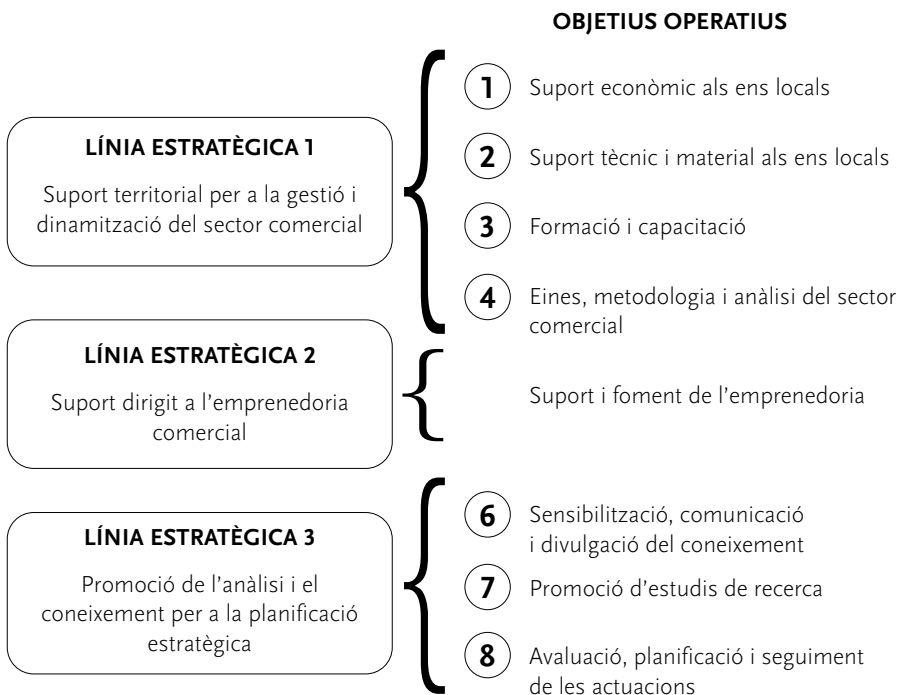 OBJETIUS OPERATIUS
LÍNIA ESTRATÈGICA 1
Suport territorial per a la gestió i
dinamització del sector comercial
1 Suport econòmic als ens locals
2 Suport tècnic i material als ens locals
3 Formació i capacitació
4 Eines, metodologia i anàlisi del sector
comercial
LÍNIA ESTRATÈGICA 2
Suport dirigit a l'emprenedoria
comercial
Suport i foment de l'emprenedoria
LÍNIA ESTRATÈGICA 3
Promoció de l'anàlisi i el
coneixement per a la planificació
estratègica
6 Sensibilització, comunicació
i divulgació del coneixement
7 Promoció d'estudis de recerca
8 Avaluació, planificació i seguiment
de les actuacions